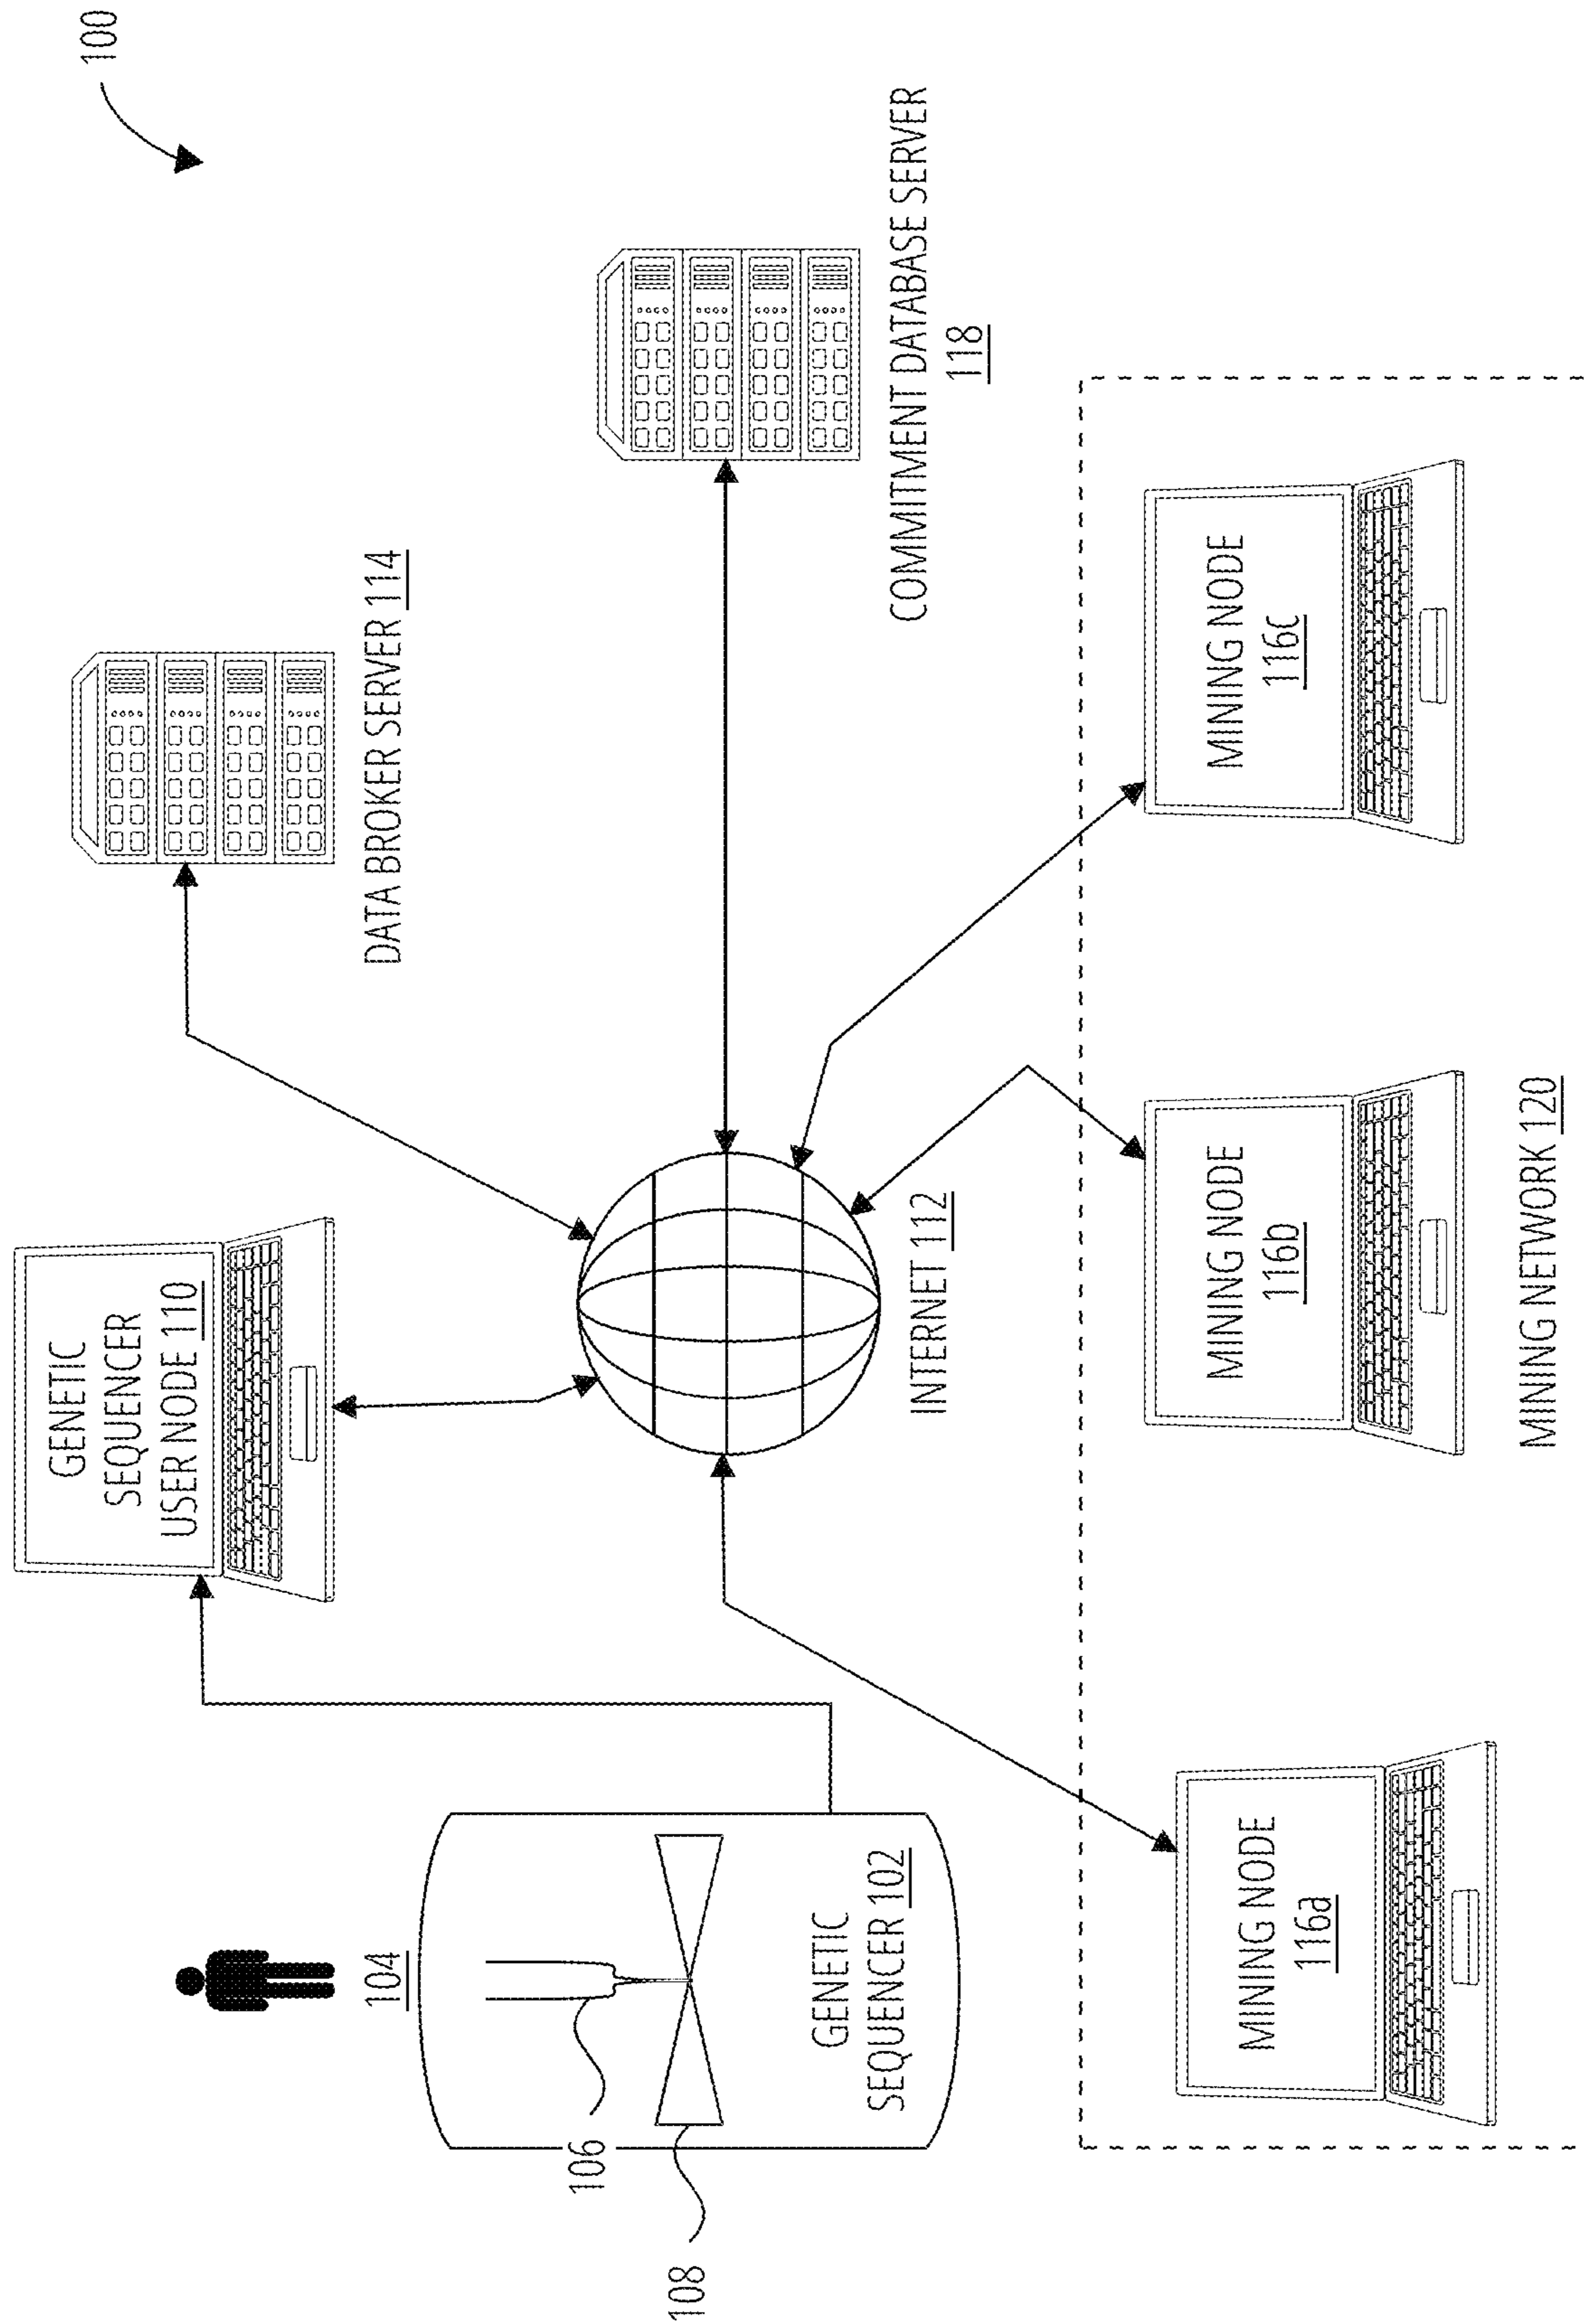 100
GENETIC
SEQUENCER
USER NODE 110
DATA BROKER SERVER 114
104
106
108
GENETIC
SEQUENCER 102
INTERNET 112
COMMITMENT DATABASE SERVER
118
MINING NODE
116a
MINING NODE
116b
MINING NODE
116c
MINING NETWORK 120